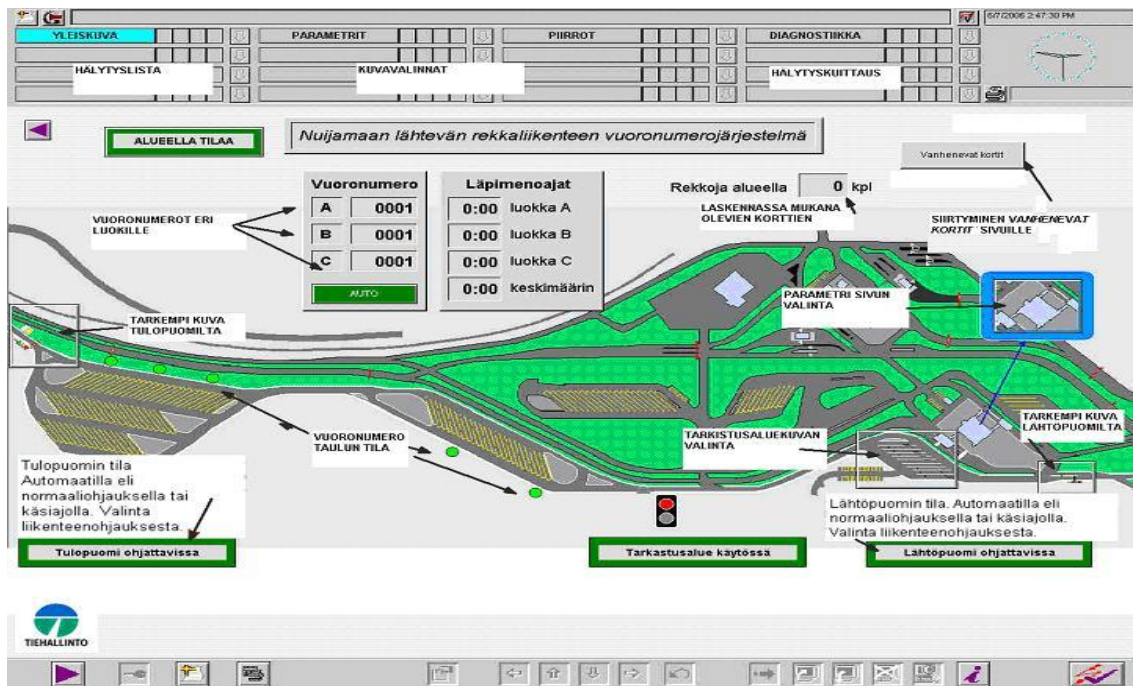 6/7/2006 2:47:30 PM
YLEISKUVA
PARAMETRIT
PIIRROT
DIAGNOSTIIKKA
HÄLYTYSLISTA
KUVAVALINNAT
HÄLYTYSKUITTAUS
ALUEELLA TILAA
Nuijamaan lähtevän rekkaliikenteen vuoronumerojärjestelmä
Vanhenevat kortit
Vuoronumero
A 0001
B 0001
C 0001
AUTO
Läpimenoajat
0:00 luokka A
0:00 luokka B
0:00 luokka C
0:00 keskimäärin
Rekkoja alueella 0 kpl
LASKENNASSA MUKANA
OLEVIEN KORTTIEN
SIIRTYMINEN VANHENEVAT
KORTIT SIVUILLE
VUORONUMEROT ERI
LUOKILLE
PARAMETRI SIVUN
VALINTA
TARKEMPI KUVA
TULOPUOMILTA
VUORONUMERO
TAULUN TILA
TARKISTUSALUEKUVAN
VALINTA
TARKEMPI KUVA
LÄHTÖPUOMILTA
Tulopuomin tila
Automaatilla eli
normaaliohjauksella tai
käsiajolla. Valinta
liikenteenohjauksesta.
Lähtöpuomin tila. Automaatilla eli
normaaliohjauksella tai käsiajolla.
Valinta liikenteenohjauksesta.
Tulopuomi ohjattavissa
Tarkastusalue käytössä
Lähtöpuomi ohjattavissa
TIEHALLINTO